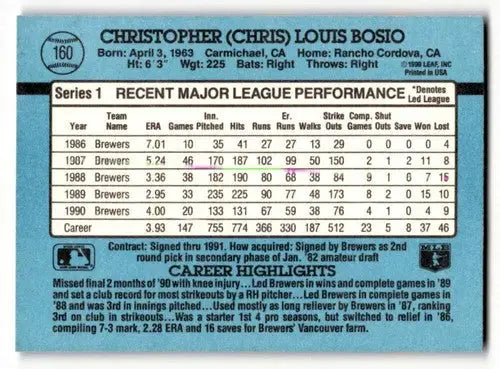 160
CHRISTOPHER (CHRIS) LOUIS BOSIO
Born: April 3, 1963 Carmichael, CA Home: Rancho Cordova, CA
Ht: 6'3" Wgt: 225 Bats: Right Throws: Right
©1990 LEAF, INC
Printed in USA
Series 1 RECENT MAJOR LEAGUE PERFORMANCE *Denotes Led League
Year Team Name ERA Games Inn. Pitched Hits Runs Er. Runs Walks Strike Outs Comp. Games Shut Outs Save Won Lost
1986 Brewers 7.01 10 35 41 27 27 13 29 0 0 0 0 4
1987 Brewers 5.24 46 170 187 102 99 50 150 2 1 2 11 8
1988 Brewers 3.36 38 182 190 80 68 38 84 9 1 6 7 15
1989 Brewers 2.95 33 235 225 90 77 48 173 8 2 0 15 10
1990 Brewers 4.00 20 133 131 67 59 38 76 4 1 0 4 9
Career 3.93 147 755 774 366 330 187 512 23 5 8 37 46
Contract: Signed thru 1991. How acquired: Signed by Brewers as 2nd
round pick in secondary phase of Jan. '82 amateur draft
MAJOR LEAGUE BASEBALL
MLB
CAREER HIGHLIGHTS
Missed final 2 months of '90 with knee injury...Led Brewers in wins and complete games in '89
and set a club record for most strikeouts by a RH pitcher...Led Brewers in complete games in
'88 and was 3rd in innings pitched...Used mostly as long reliever by Brewers in '87, ranking
3rd on club in strikeouts...Was a starter 1st 4 pro seasons, but switched to relief in '86,
compiling 7-3 mark, 2.28 ERA and 16 saves for Brewers' Vancouver farm.